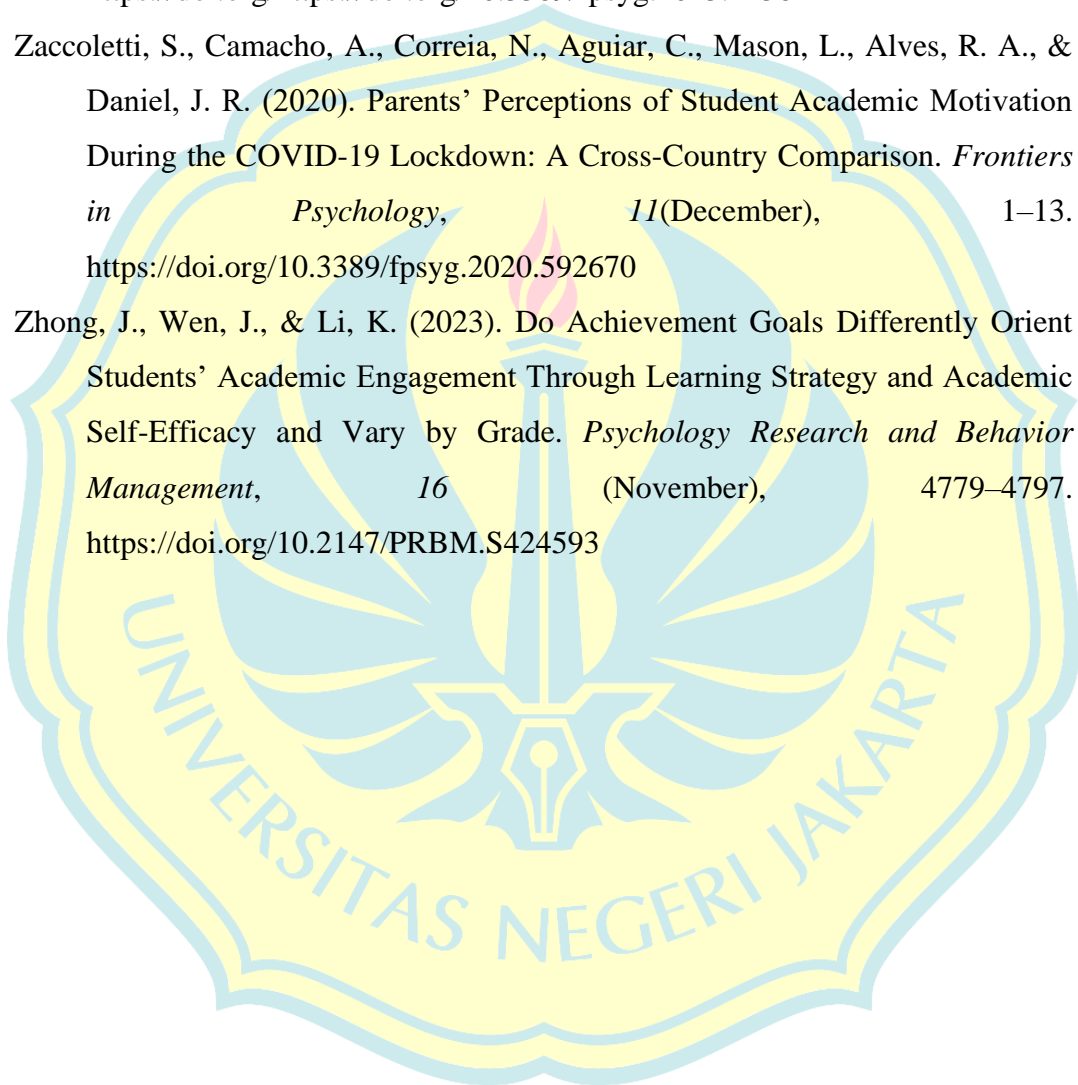 Zaccoletti, S., Camacho, A., Correia, N., Aguiar, C., Mason, L., Alves, R. A., &
Daniel, J. R. (2020). Parents’ Perceptions of Student Academic Motivation
During the COVID-19 Lockdown: A Cross-Country Comparison. Frontiers
in Psychology, 11(December), 1–13.
https://doi.org/10.3389/fpsyg.2020.592670
Zhong, J., Wen, J., & Li, K. (2023). Do Achievement Goals Differently Orient
Students’ Academic Engagement Through Learning Strategy and Academic
Self-Efficacy and Vary by Grade. Psychology Research and Behavior
Management, 16 (November), 4779–4797.
https://doi.org/10.2147/PRBM.S424593
UNIVERSITAS NEGERI JAKARTA